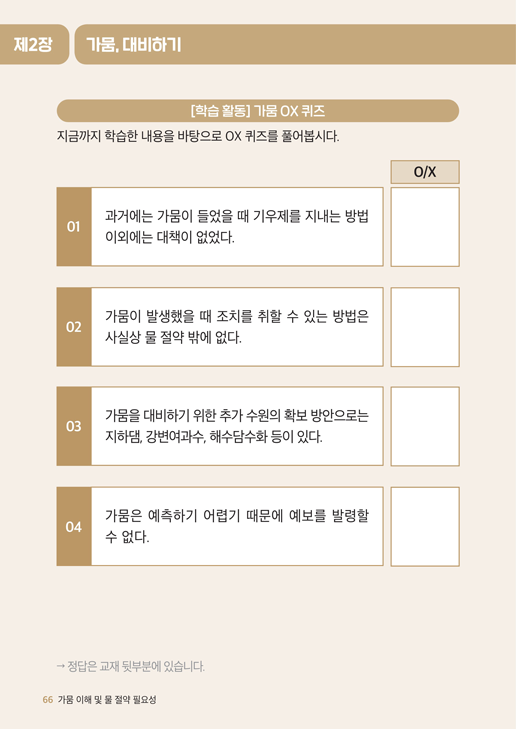 제2장
가뭄, 대비하기
[학습 활동] 가뭄 OX 퀴즈
지금까지 학습한 내용을 바탕으로 OX 퀴즈를 풀어봅시다.
O/X
01
과거에는 가뭄이 들었을 때 기우제를 지내는 방법
이외에는 대책이 없었다.
02
가뭄이 발생했을 때 조치를 취할 수 있는 방법은
사실상 물 절약 밖에 없다.
03
가뭄을 대비하기 위한 추가 수원의 확보 방안으로는
지하댐, 강변여과수, 해수담수화 등이 있다.
04
가뭄은 예측하기 어렵기 때문에 예보를 발령할
수 없다.
→ 정답은 교재 뒷부분에 있습니다.
66 가뭄 이해 및 물 절약 필요성